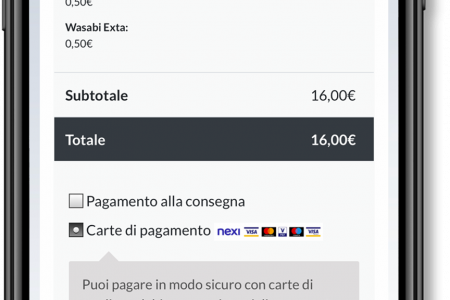 0,50€
Wasabi Exta:
0,50€
Subtotale 16,00€
Totale 16,00€
Pagamento alla consegna
Carte di pagamento nexi VISA VISA
Puoi pagare in modo sicuro con carte di